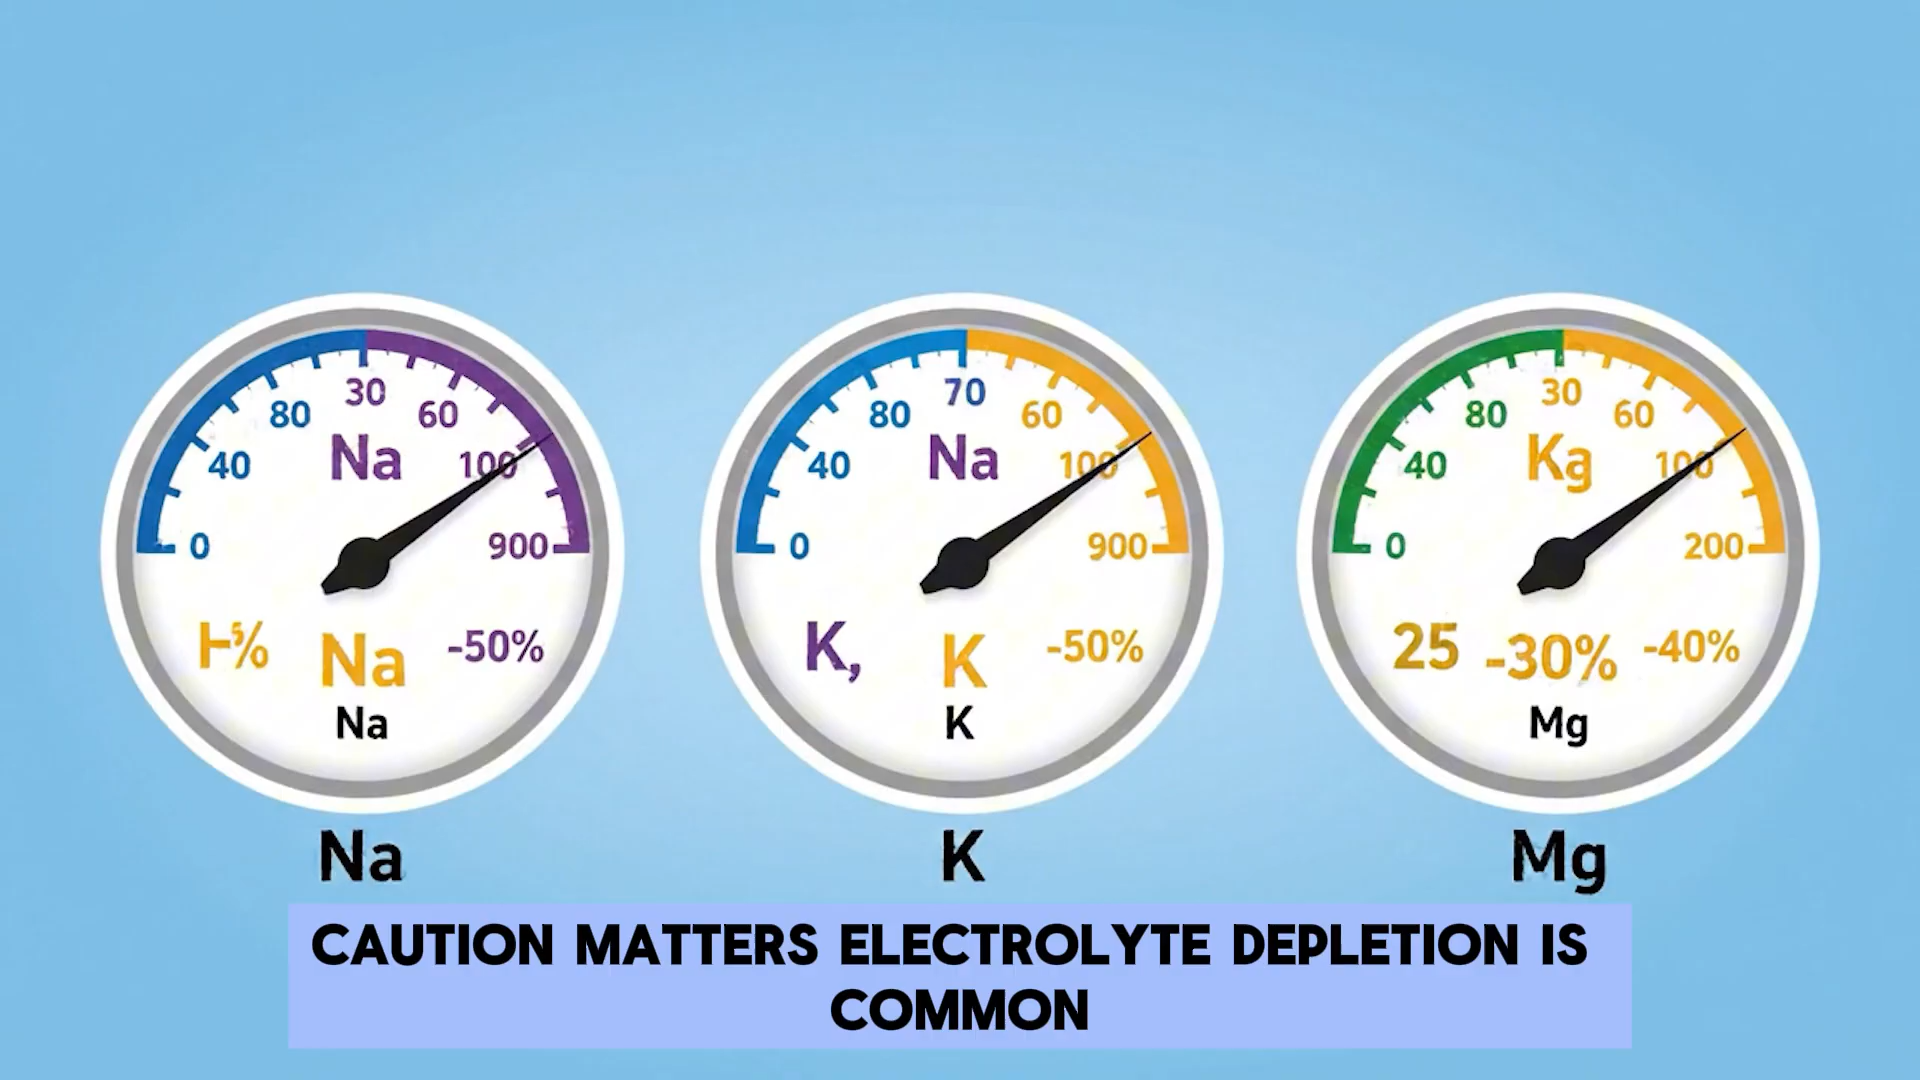 30
80 60
Na
40 100
0 900
Na -50%
Na
70
80 60
Na
40 100
0 900
K, K -50%
K
30
80 60
Kg
40 100
0 200
25 -30% -40%
Mg
Na K Mg
CAUTION MATTERS ELECTROLYTE DEPLETION IS
COMMON